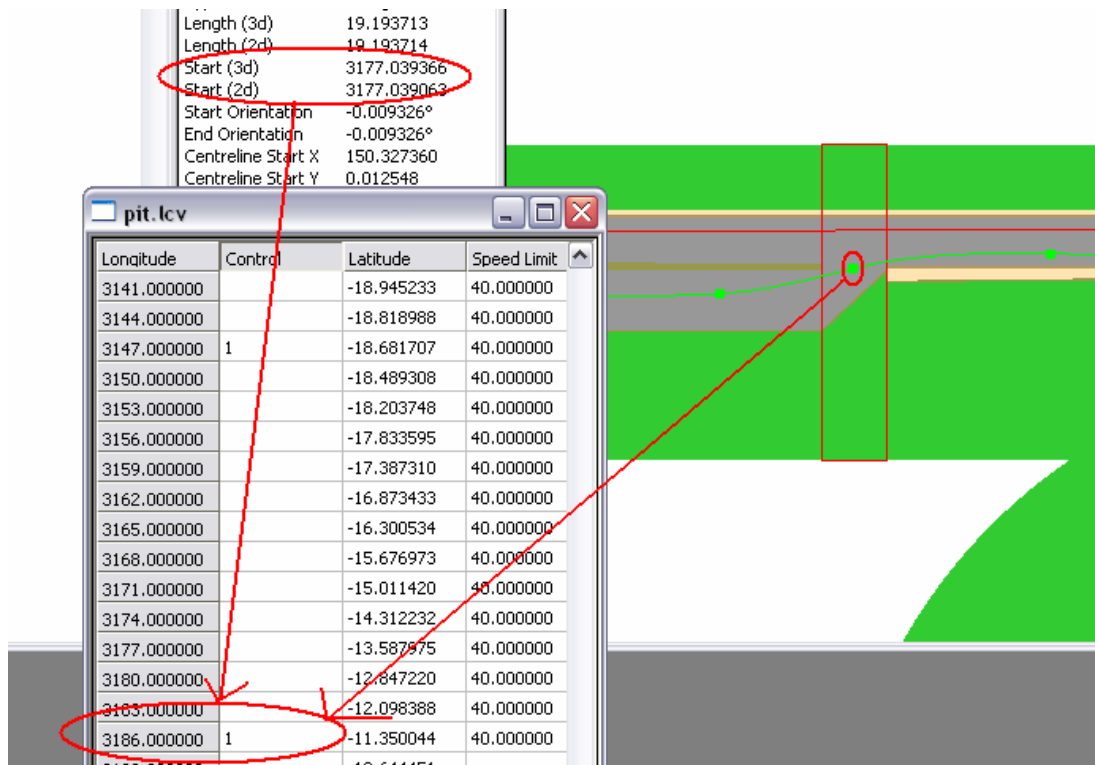 Length (3d) 19.193713
Length (2d) 19.193714
Start (3d) 3177.039366
Start (2d) 3177.039063
Start Orientation -0.009326°
End Orientation -0.009326°
Centreline Start X 150.327360
Centreline Start Y 0.012548
pit.lcv
Longitude Control Latitude Speed Limit
3141.000000 -18.945233 40.000000
3144.000000 -18.818988 40.000000
3147.000000 1 -18.681707 40.000000
3150.000000 -18.489308 40.000000
3153.000000 -18.203748 40.000000
3156.000000 -17.833595 40.000000
3159.000000 -17.387310 40.000000
3162.000000 -16.873433 40.000000
3165.000000 -16.300534 40.000000
3168.000000 -15.676973 40.000000
3171.000000 -15.011420 40.000000
3174.000000 -14.312232 40.000000
3177.000000 -13.587975 40.000000
3180.000000 -12.847220 40.000000
3183.000000 -12.098388 40.000000
3186.000000 1 -11.350044 40.000000